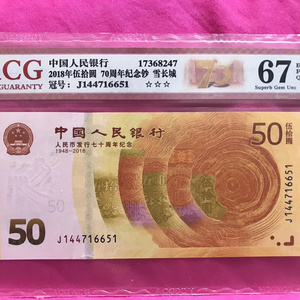 CG
GUARANTY
中国人民银行 17368247
2018年伍拾圆 70周年纪念钞 雪长城
冠号: J144716651 ☆☆☆
70
67
Superb Gem Unc
中国人民银行
人民币发行七十周年纪念
1948-2018
50
伍拾圆
50
50
J144716651
J144716651